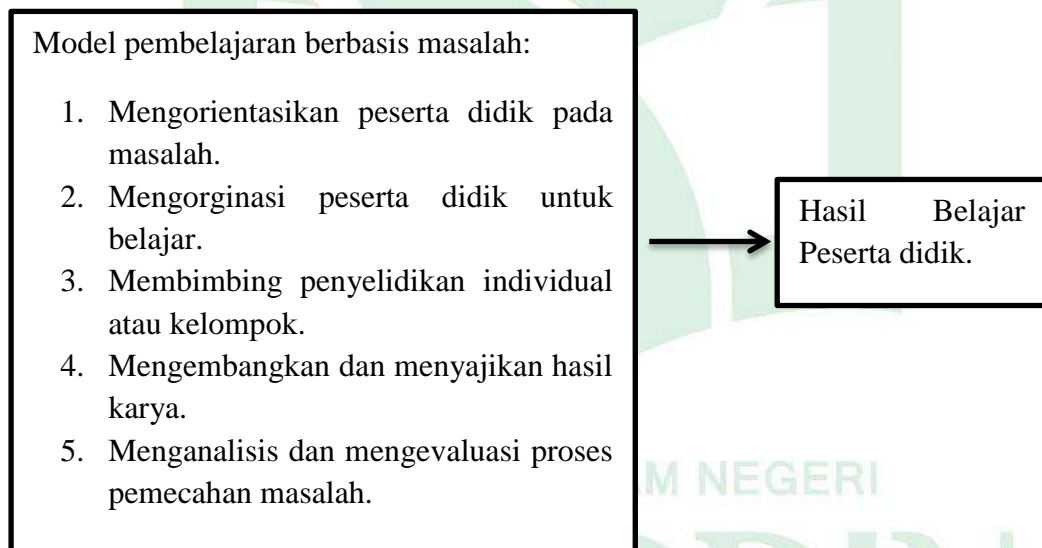 Model pembelajaran berbasis masalah:
1. Mengorientasikan peserta didik pada
masalah.
2. Mengorginasi peserta didik untuk
belajar.
3. Membimbing penyelidikan individual
atau kelompok.
4. Mengembangkan dan menyajikan hasil
karya.
5. Menganalisis dan mengevaluasi proses
pemecahan masalah.
Hasil Belajar
Peserta didik.
M NEGERI